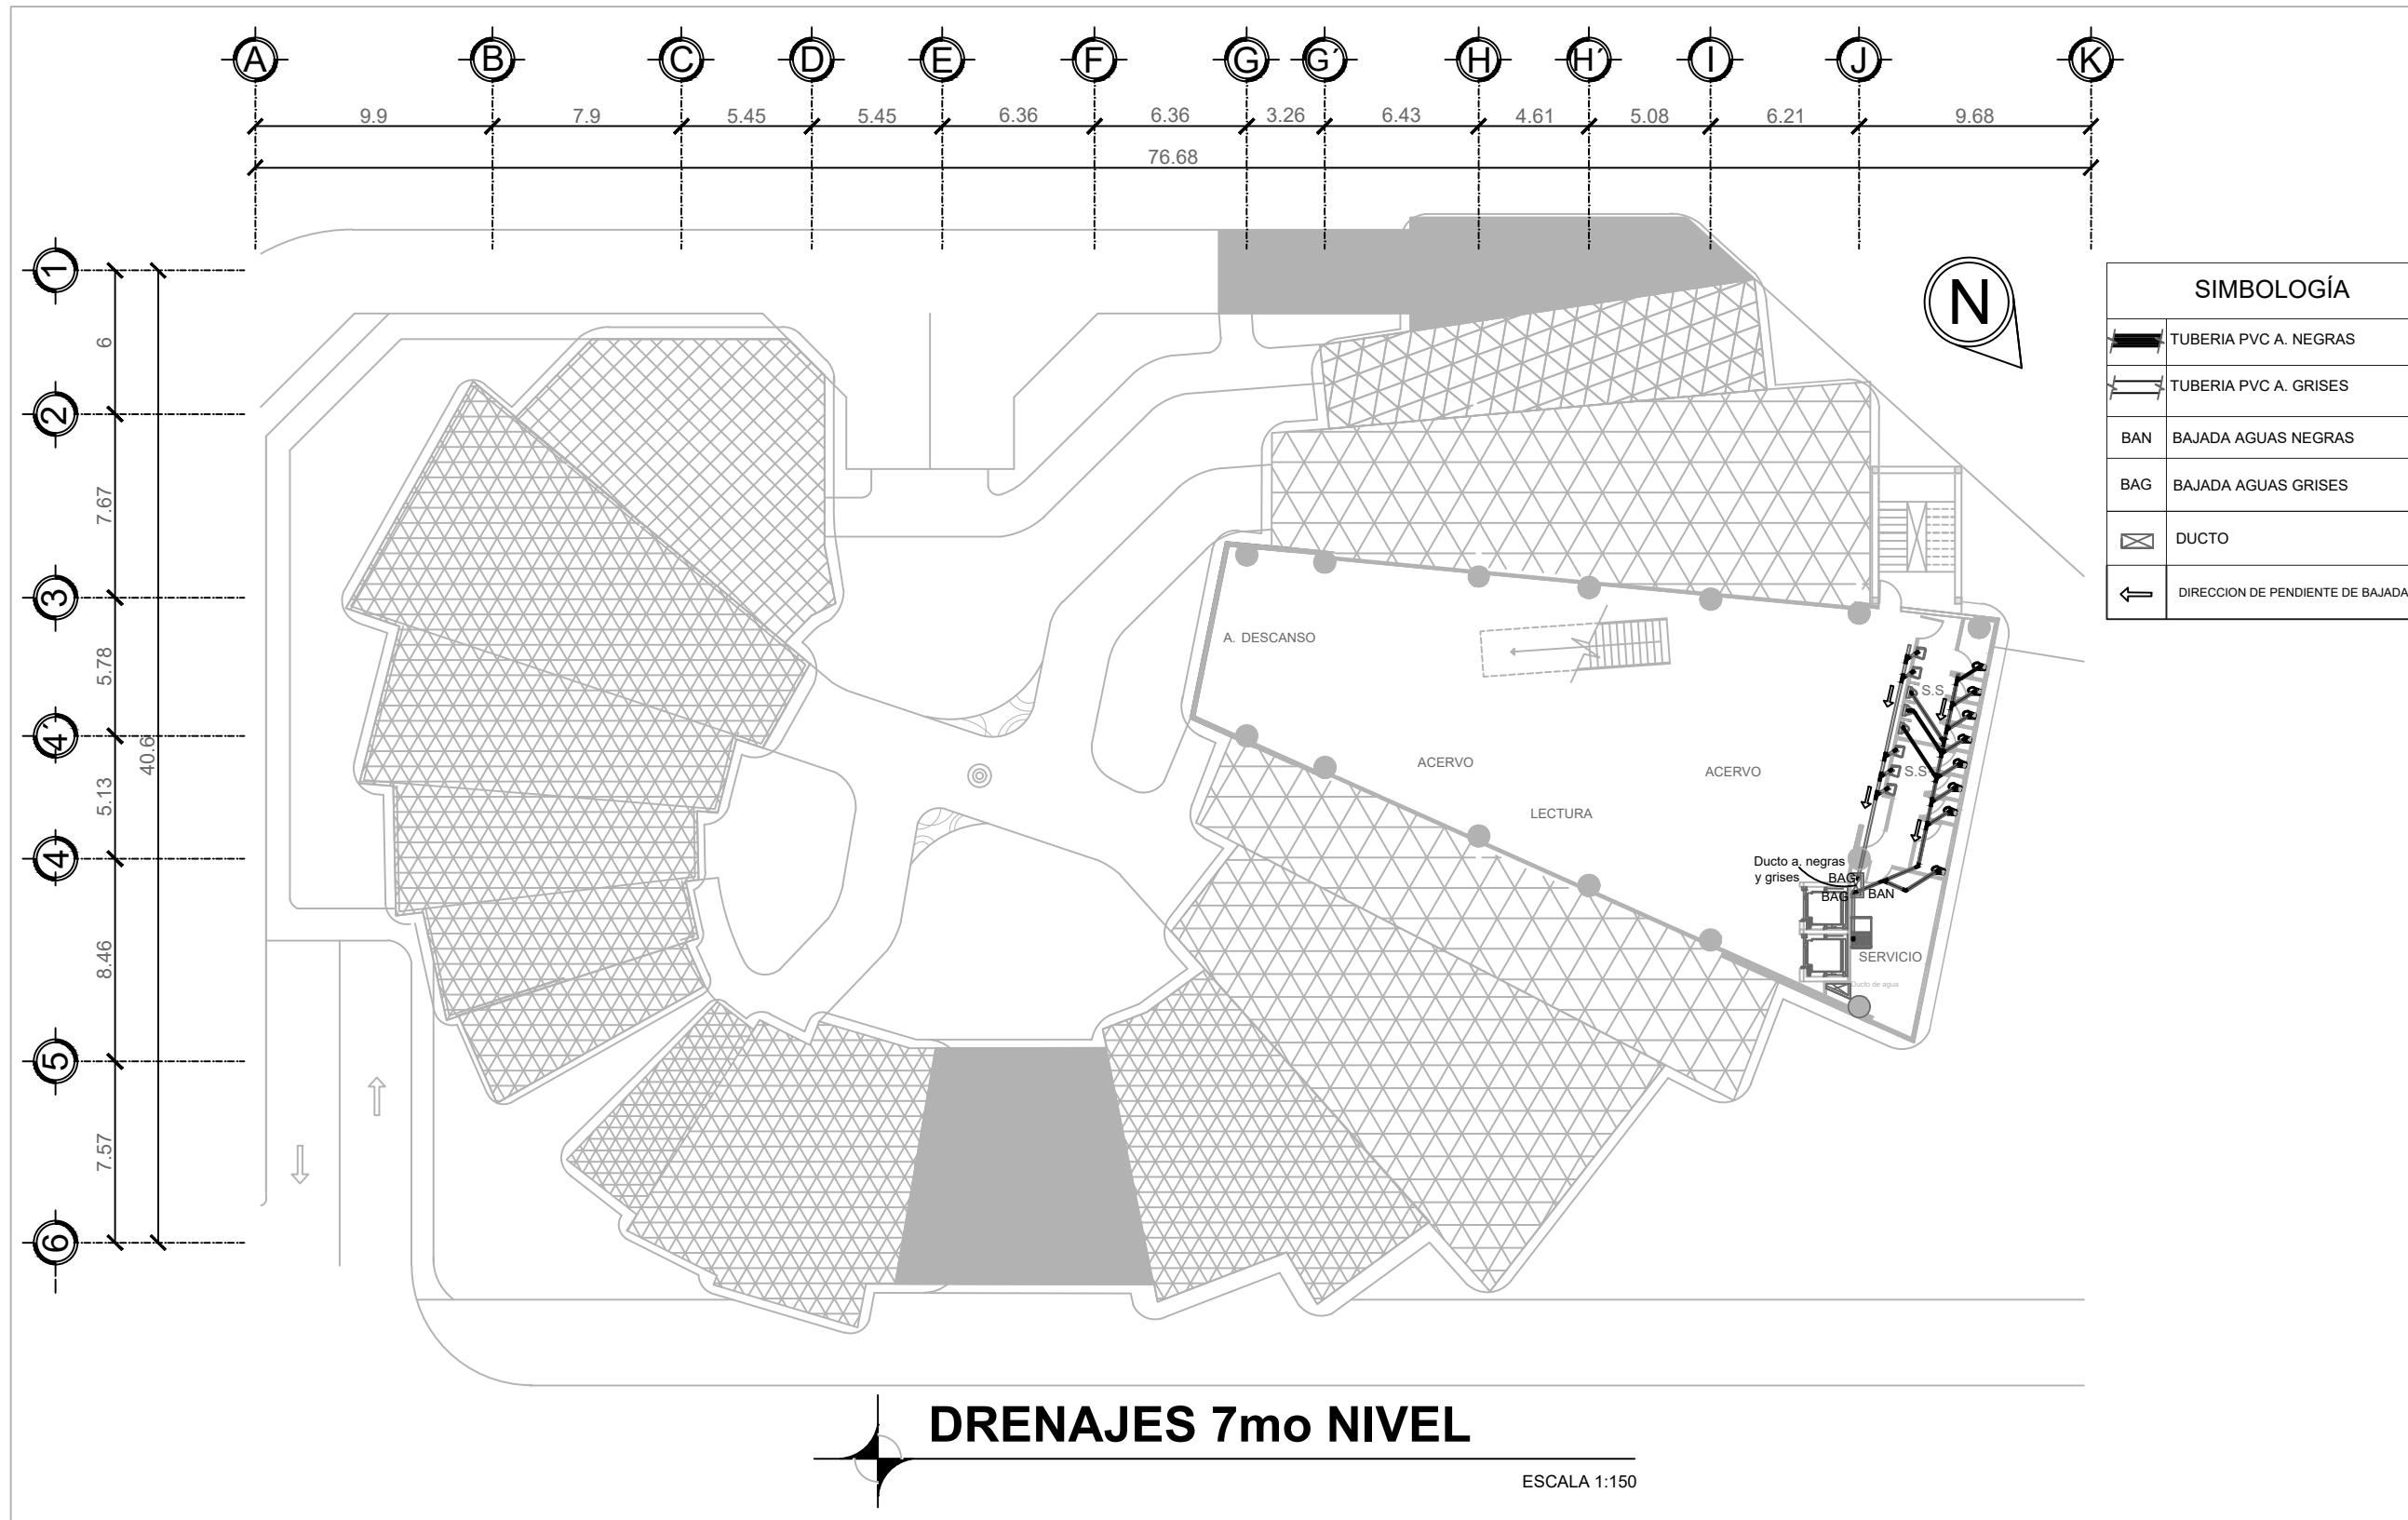 A B C D E F G G´ H H´ I J K
9.9 7.9 5.45 5.45 6.36 6.36 3.26 6.43 4.61 5.08 6.21 9.68
76.68
1
2
3
4´
4
5
6
6
7.67
5.78
5.13
8.46
7.57
40.6
N
SIMBOLOGÍA
TUBERIA PVC A. NEGRAS
TUBERIA PVC A. GRISES
BAN BAJADA AGUAS NEGRAS
BAG BAJADA AGUAS GRISES
DUCTO
DIRECCION DE PENDIENTE DE BAJADA
A. DESCANSO
S.S
ACERVO
ACERVO
S.S
LECTURA
Ducto a. negras
y grises
BAG
BAG
BAN
SERVICIO
Ducto de agua
DRENAJES 7mo NIVEL
ESCALA 1:150